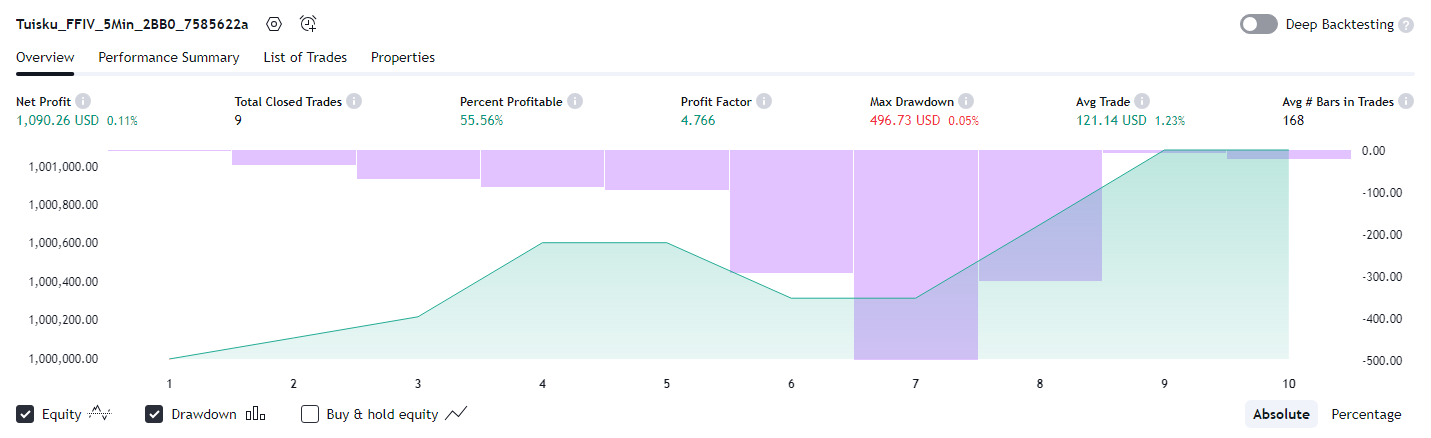 Tuisku_FFIV_5Min_2BB0_7585622a
Deep Backtesting ?
Overview Performance Summary List of Trades Properties
Net Profit Total Closed Trades Percent Profitable Profit Factor Max Drawdown Avg Trade Avg # Bars in Trades
1,090.26 USD 0.11% 9 55.56% 4.766 496.73 USD 0.05% 121.14 USD 1.23% 168
1,001,000.00
1,000,800.00
1,000,600.00
1,000,400.00
1,000,200.00
1,000,000.00
0.00
-100.00
-200.00
-300.00
-400.00
-500.00
1 2 3 4 5 6 7 8 9 10
Equity Drawdown Buy & hold equity Absolute Percentage